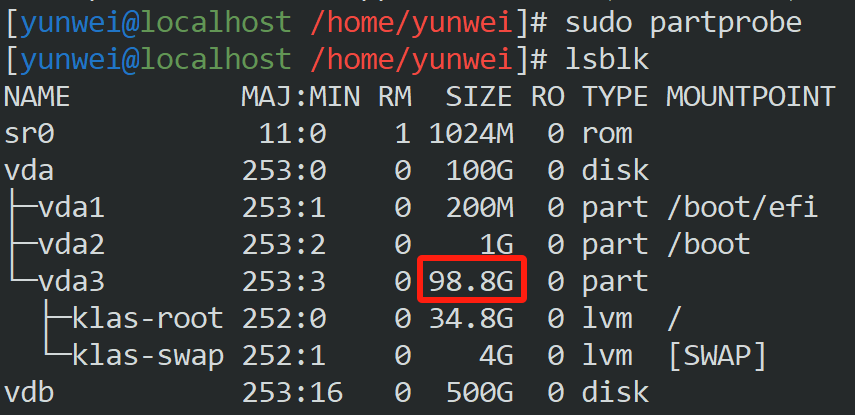 [yunwei@localhost /home/yunwei]# sudo partprobe
[yunwei@localhost /home/yunwei]# lsblk
NAME          MAJ:MIN RM  SIZE RO TYPE MOUNTPOINT
sr0            11:0    1 1024M  0 rom
vda           253:0    0  100G  0 disk
├─vda1        253:1    0  200M  0 part /boot/efi
├─vda2        253:2    0    1G  0 part /boot
└─vda3        253:3    0 98.8G  0 part
  ├─klas-root 252:0    0 34.8G  0 lvm  /
  └─klas-swap 252:1    0    4G  0 lvm  [SWAP]
vdb           253:16   0  500G  0 disk